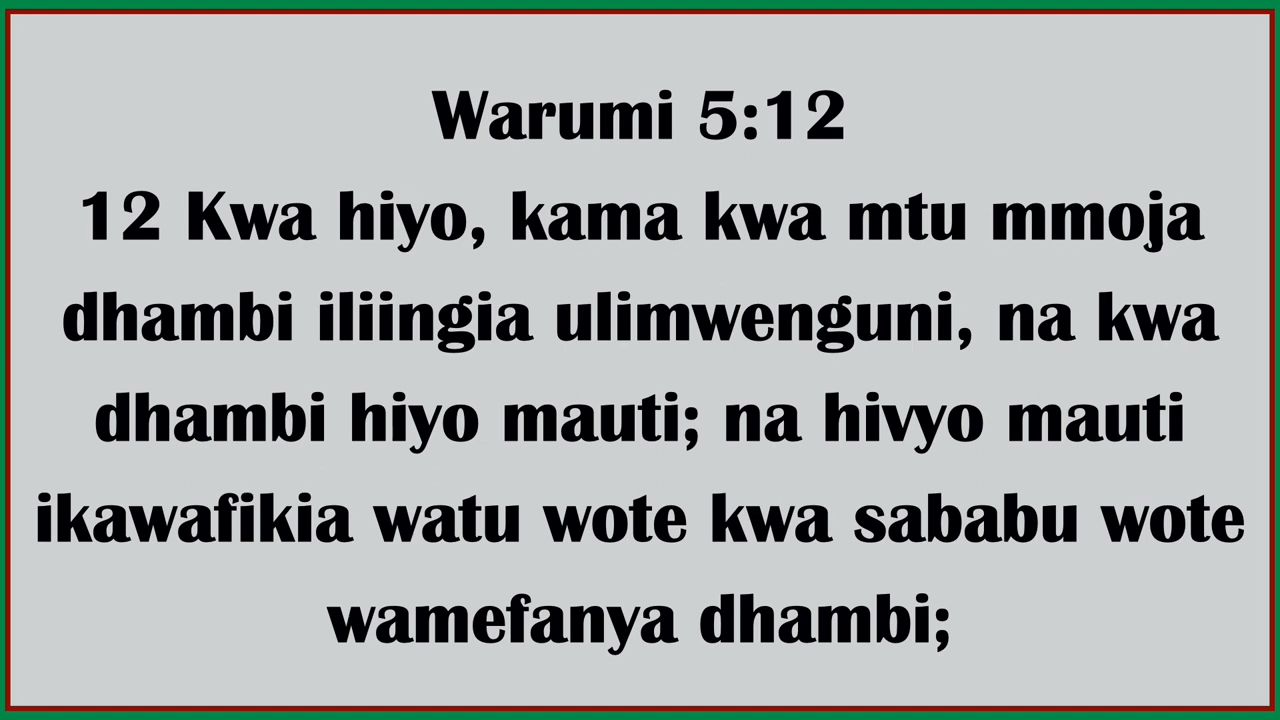 Warumi 5:12
12 Kwa hiyo, kama kwa mtu mmoja
dhambi iliingia ulimwenguni, na kwa
dhambi hiyo mauti; na hivyo mauti
ikawafikia watu wote kwa sababu wote
wamefanya dhambi;